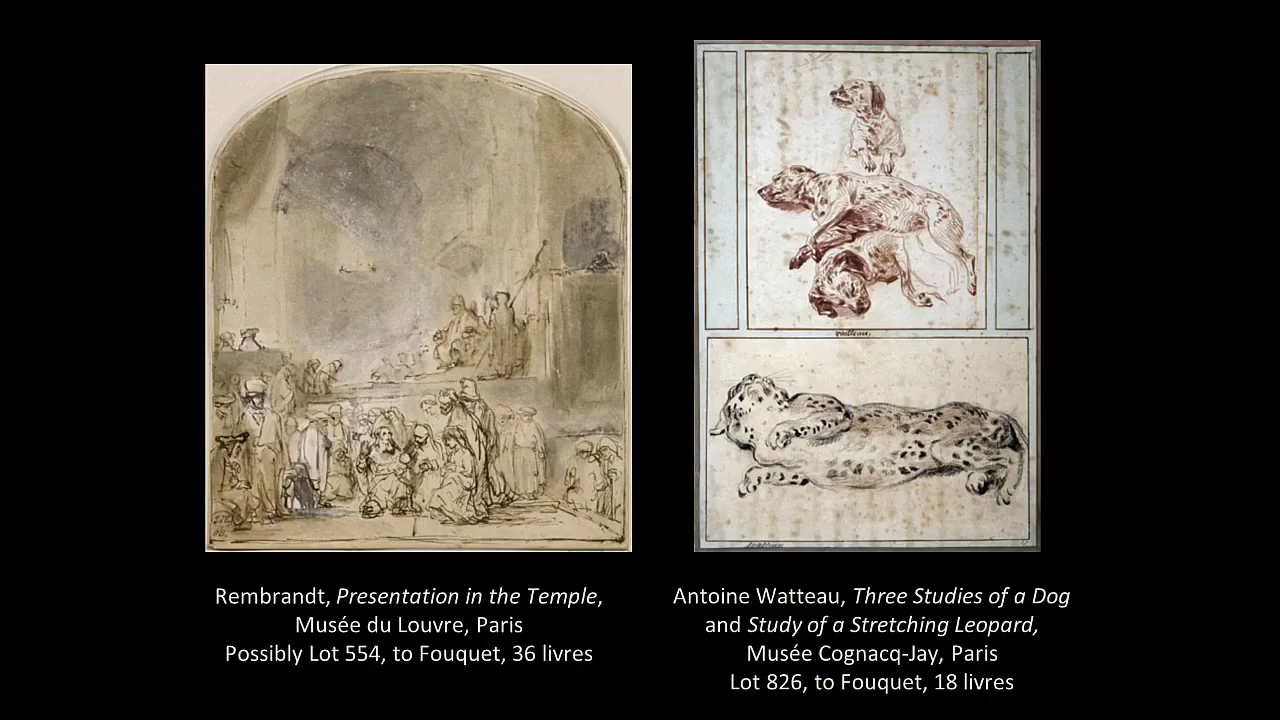 watteau.
Rembrandt, Presentation in the Temple,
Musée du Louvre, Paris
Possibly Lot 554, to Fouquet, 36 livres
Antoine Watteau, Three Studies of a Dog
and Study of a Stretching Leopard,
Musée Cognacq-Jay, Paris
Lot 826, to Fouquet, 18 livres